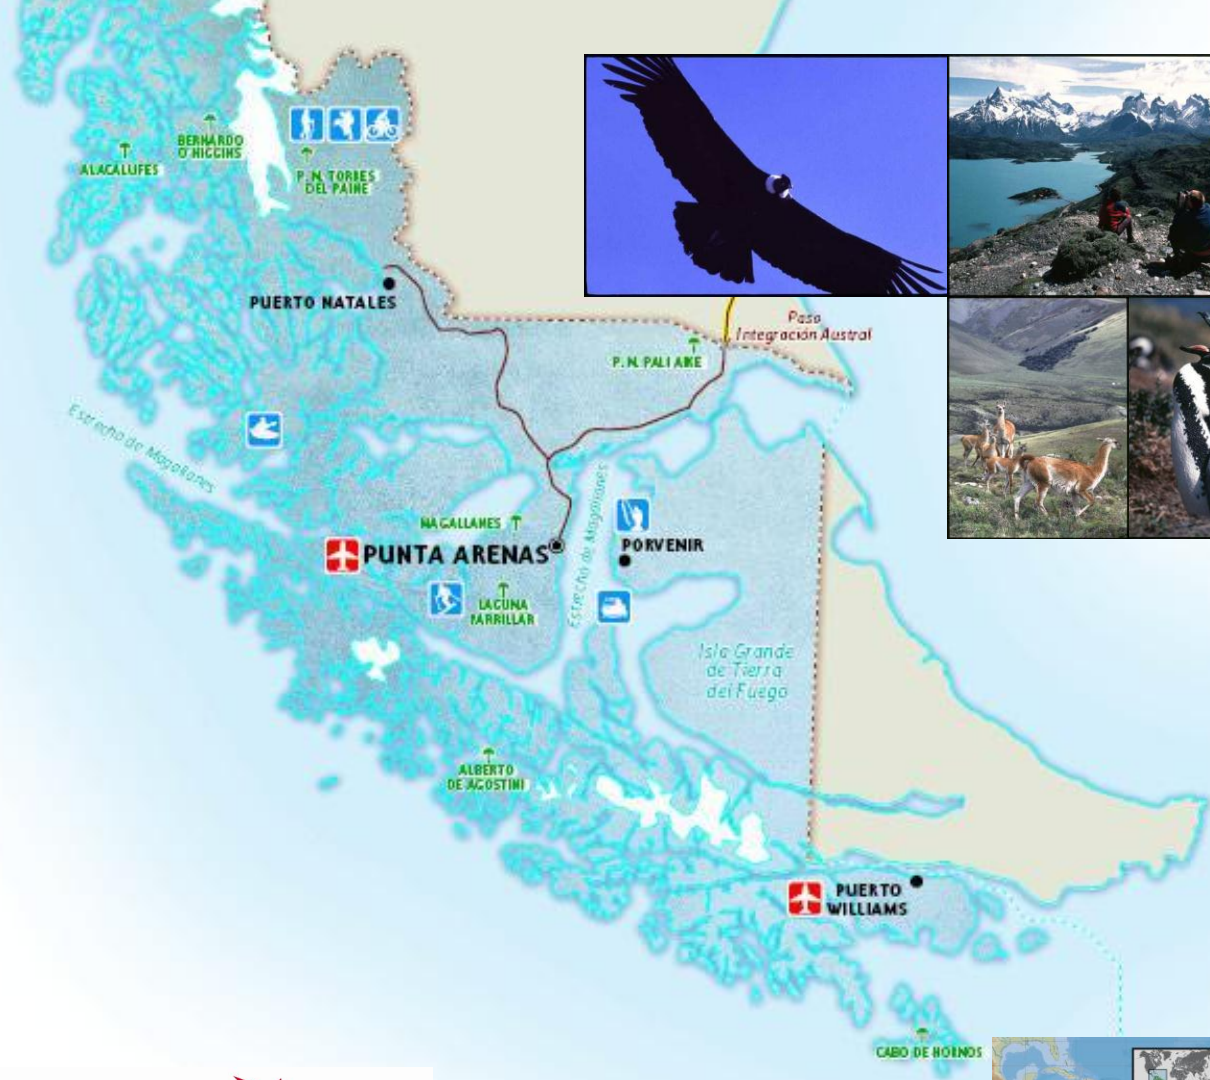 BERNARDO
O'HIGGINS
ALACALUFES
P. N. TORRES
DEL PAINE
PUERTO NATALES
Paso
Integración Austral
P. N. PALI AIKE
Estrecho de Magallanes
Estrecho de Magallanes
MAGALLANES
PUNTA ARENAS
PORVENIR
LAGUNA
PARRILLAR
Isla Grande
de Tierra
del Fuego
ALBERTO
DE AGOSTINI
PUERTO
WILLIAMS
CABO DE HORNOS